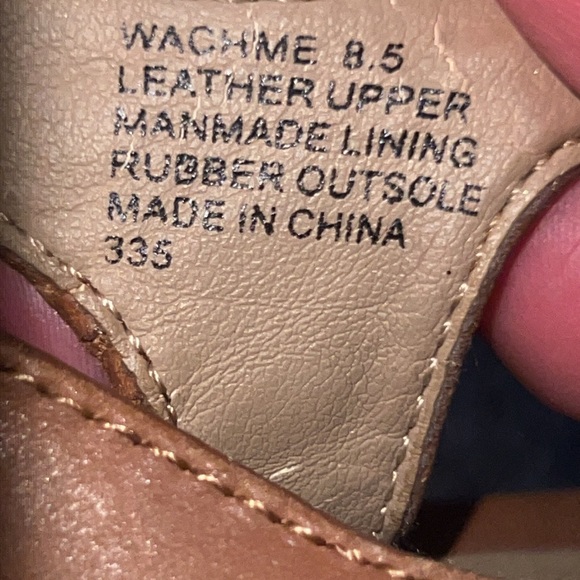 WACHME 8.5
LEATHER UPPER
MANMADE LINING
RUBBER OUTSOLE
MADE IN CHINA
335